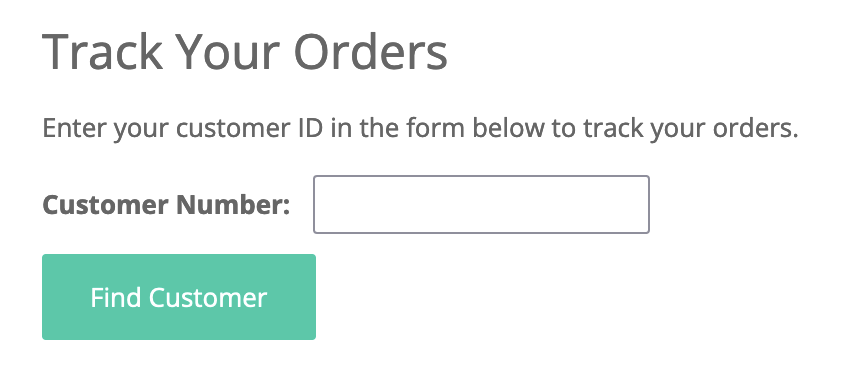 Track Your Orders
Enter your customer ID in the form below to track your orders.
Customer Number:
Find Customer